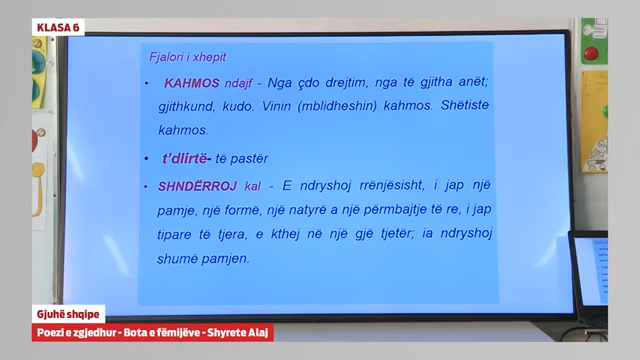 KLASA 6
Fjalori i xhepit
• KAHMOS ndajf - Nga çdo drejtim, nga të gjitha anët;
gjithkund, kudo. Vinin (mblidheshin) kahmos. Shëtiste
kahmos.
• t'dlirtë- të pastër
• SHNDËRROJ kal - E ndryshoj rrënjësisht, i jap një
pamje, një formë, një natyrë a një përmbajtje të re, i jap
tipare të tjera, e kthej në një gjë tjetër; ia ndryshoj
shumë pamjen.
Gjuhë shqipe
Poezi e zgjedhur - Bota e fëmijëve - Shyrete Alaj